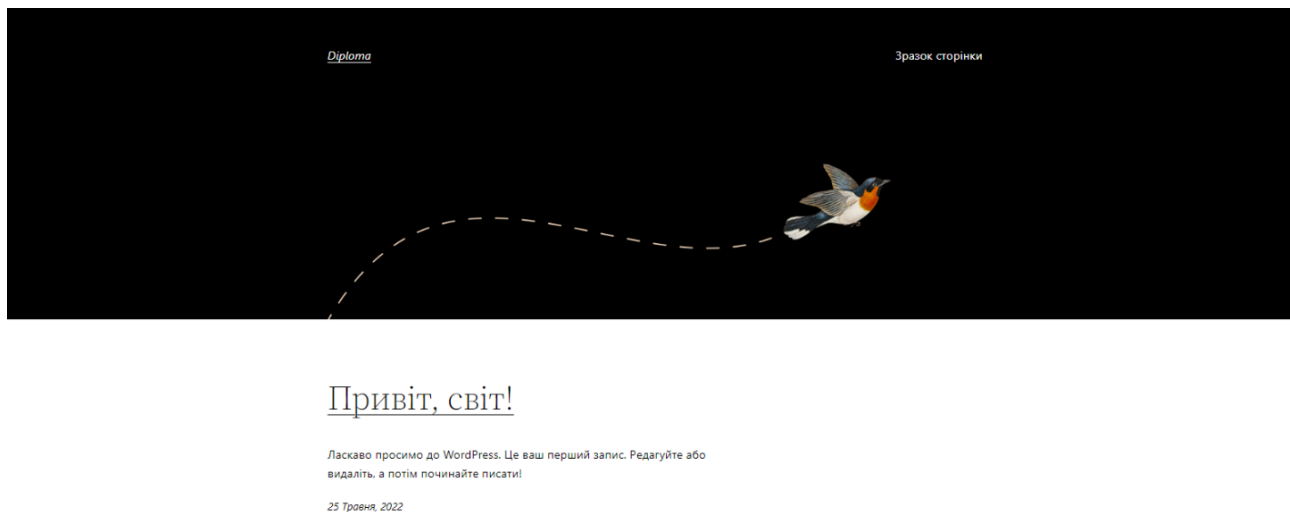 Diploma
Зразок сторінки
Привіт, світ!
Ласкаво просимо до WordPress. Це ваш перший запис. Редагуйте або
видаліть, а потім починайте писати!
25 Травня, 2022